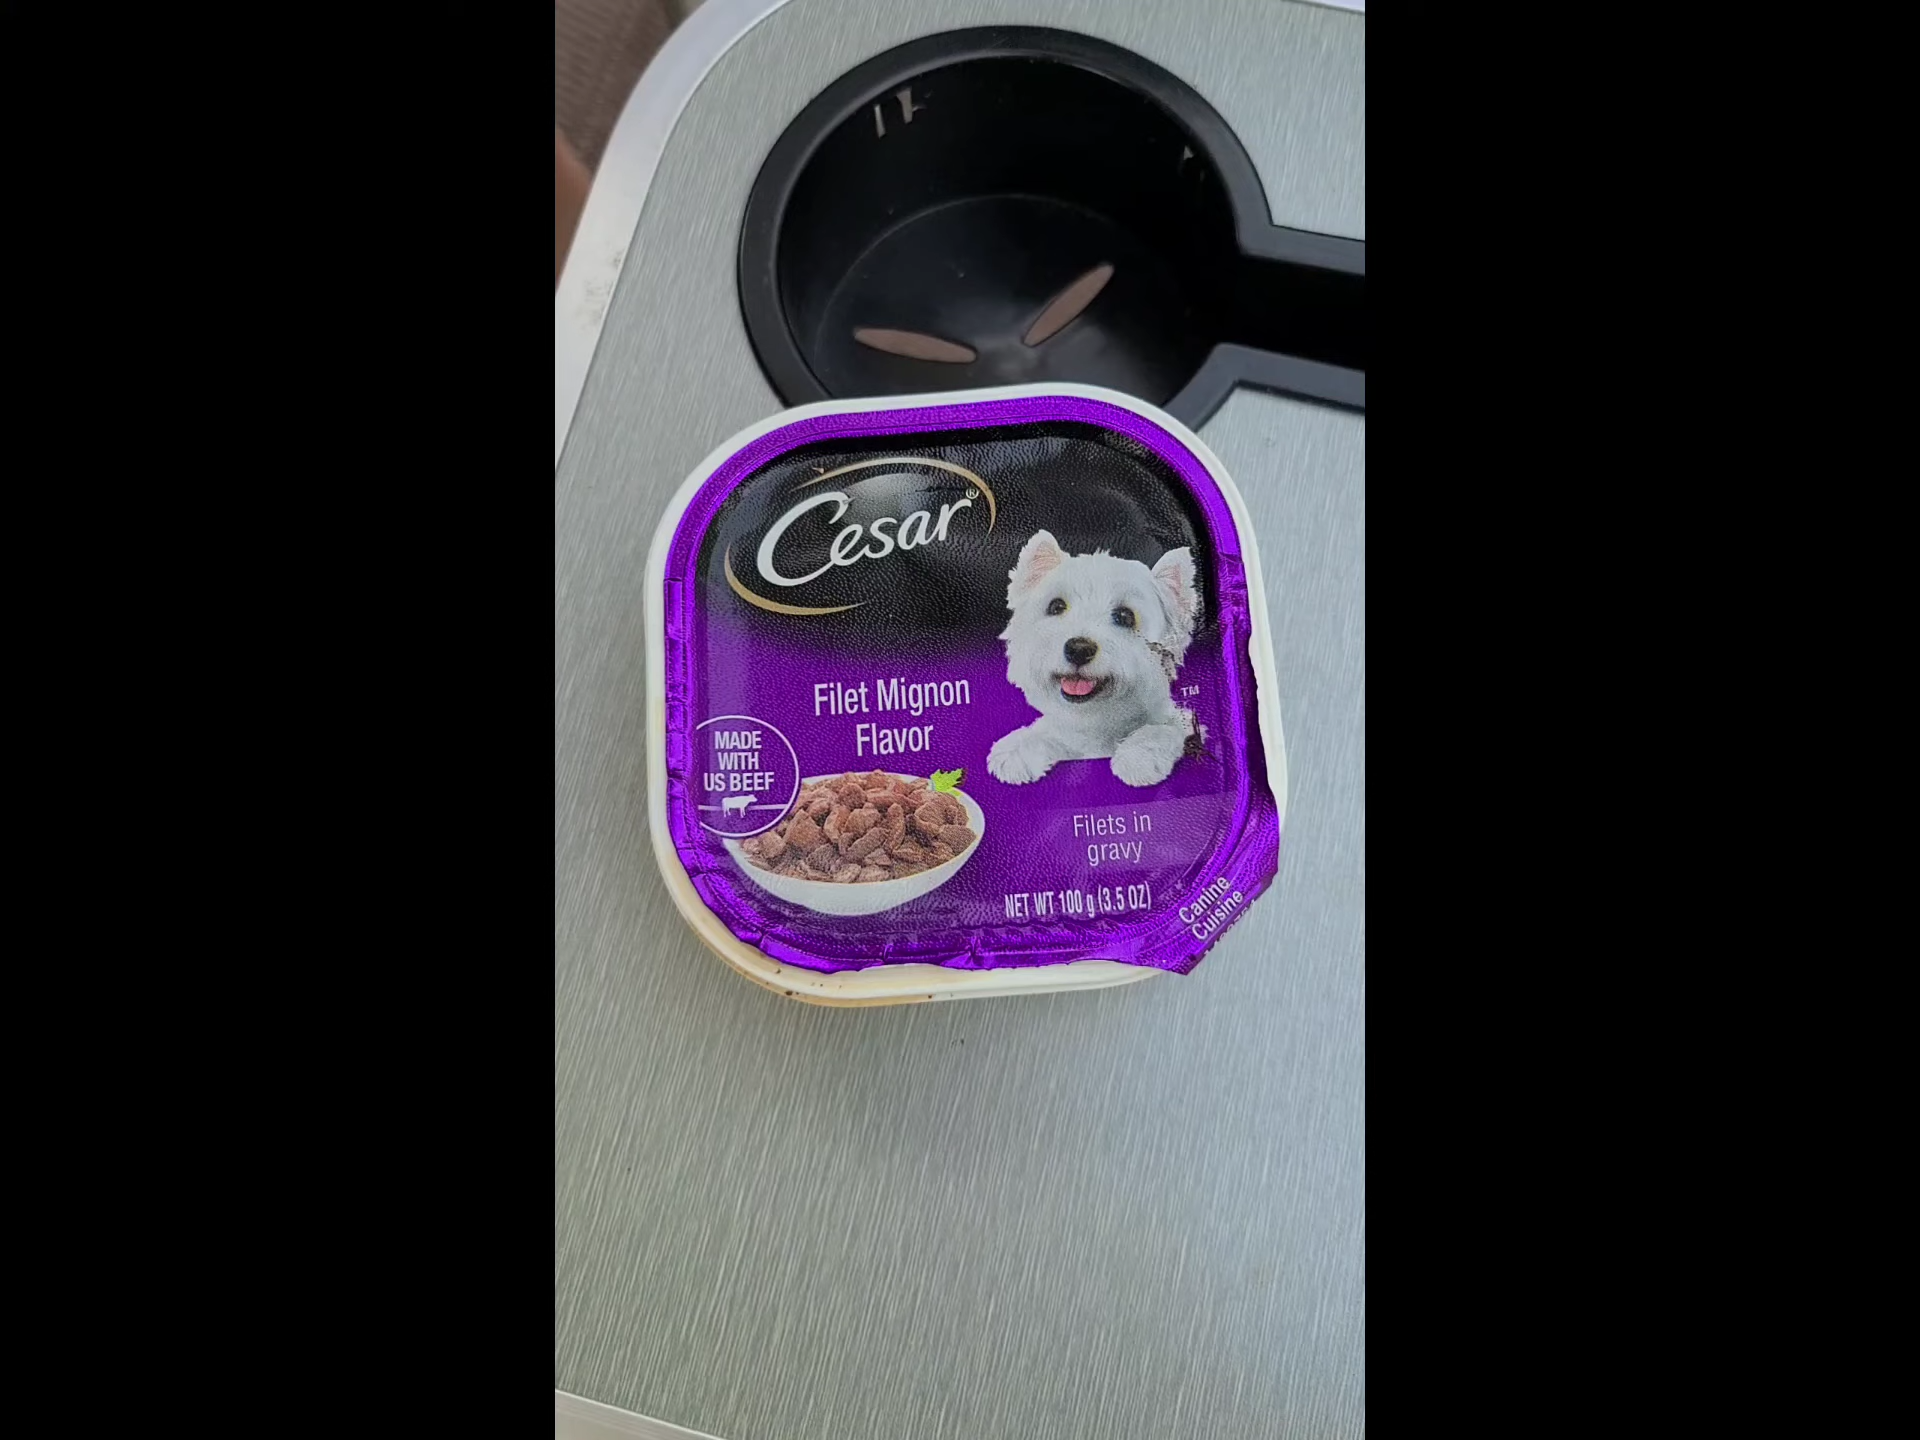 Cesar®
Filet Mignon
Flavor
MADE
WITH
US BEEF
TM
Filets in
gravy
NET WT 100 g (3.5 OZ)
Canine
Cuisine